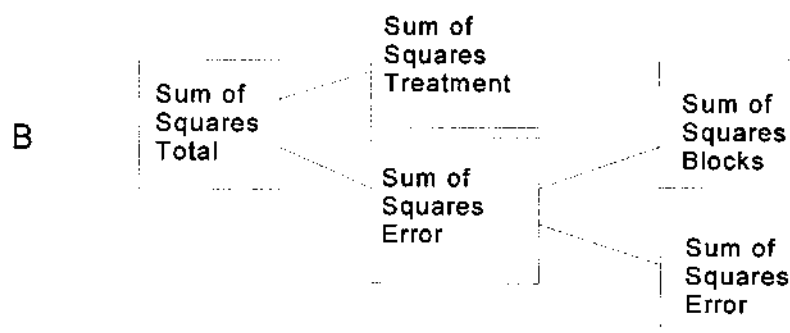 B
Sum of
Squares
Total
Sum of
Squares
Treatment
Sum of
Squares
Error
Sum of
Squares
Blocks
Sum of
Squares
Error